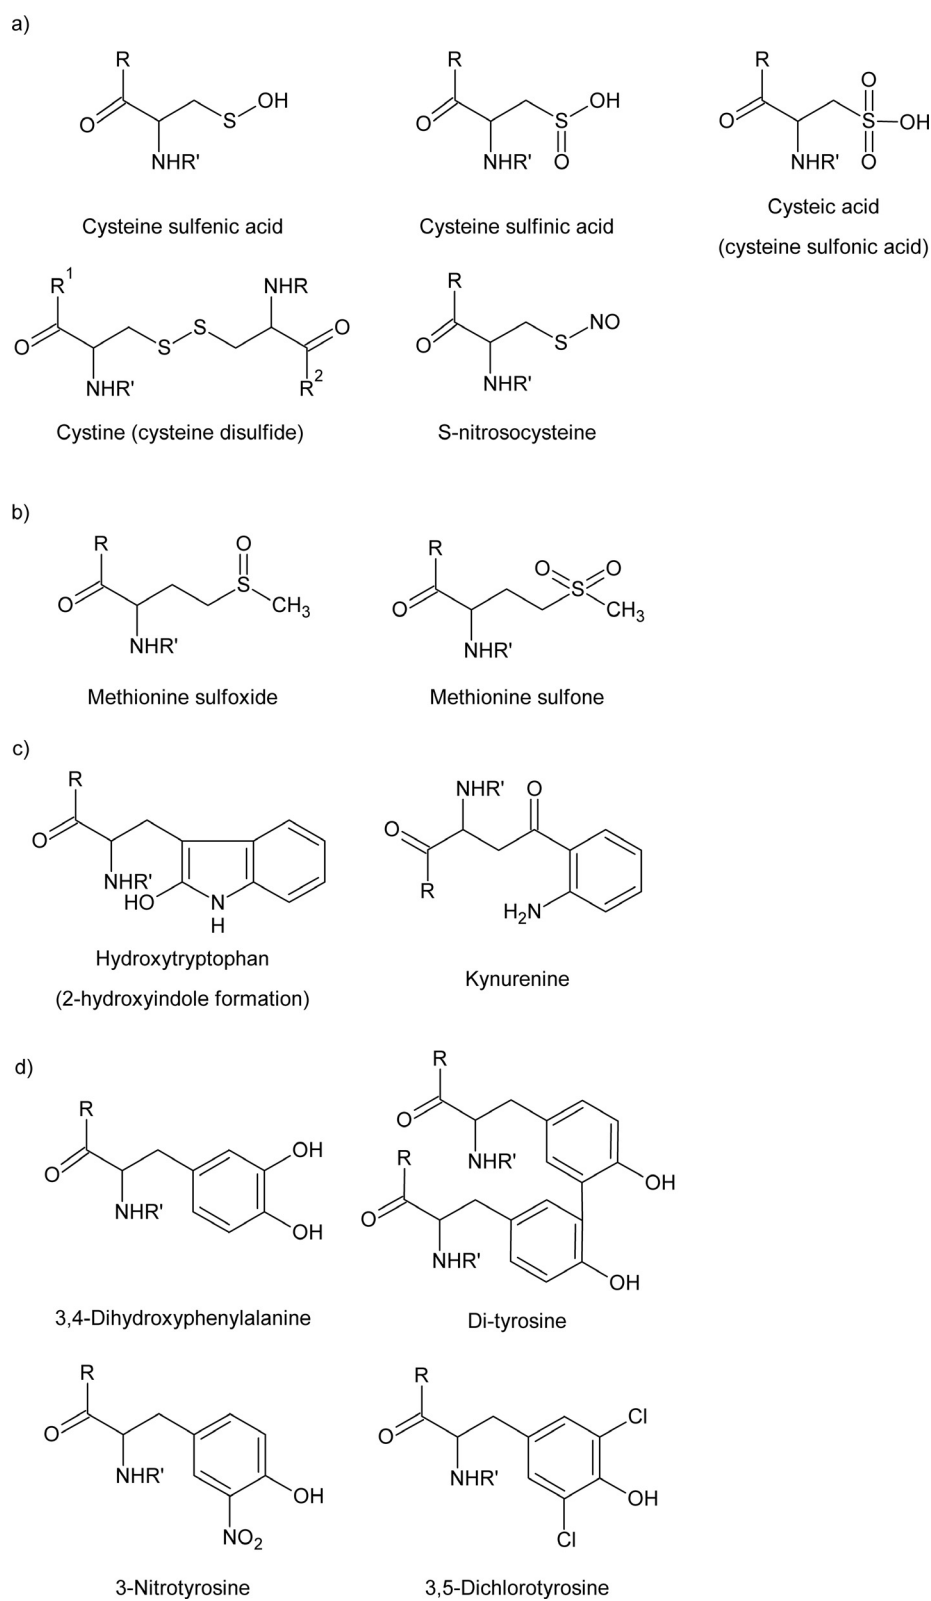 a)
R
O
NHR'
S
OH
Cysteine sulfenic acid
R
O
NHR'
S
OH
O
Cysteine sulfinic acid
R
O
NHR'
O
S
OH
O
Cysteic acid
(cysteine sulfonic acid)
R1
O
NHR'
S
S
NHR
O
R2
Cystine (cysteine disulfide)
R
O
NHR'
S
NO
S-nitrosocysteine
b)
R
O
NHR'
O
S
CH3
Methionine sulfoxide
R
O
NHR'
O
O
S
CH3
Methionine sulfone
c)
R
O
NHR'
HO
N
H
Hydroxytryptophan
(2-hydroxyindole formation)
NHR'
O
O
R
H2N
Kynurenine
d)
R
O
NHR'
OH
OH
3,4-Dihydroxyphenylalanine
R
O
NHR'
OH
R
O
NHR'
OH
Di-tyrosine
R
O
NHR'
OH
NO2
3-Nitrotyrosine
R
O
NHR'
Cl
OH
Cl
3,5-Dichlorotyrosine